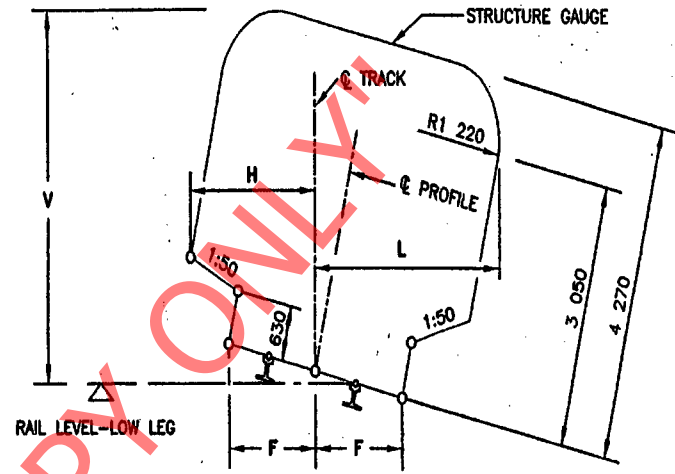 STRUCTURE GAUGE
℄ TRACK
R1 220
H
V
℄ PROFILE
L
1:50
1:50
630
3 050
4 270
RAIL LEVEL-LOW LEG
F
F
PY ONLY"